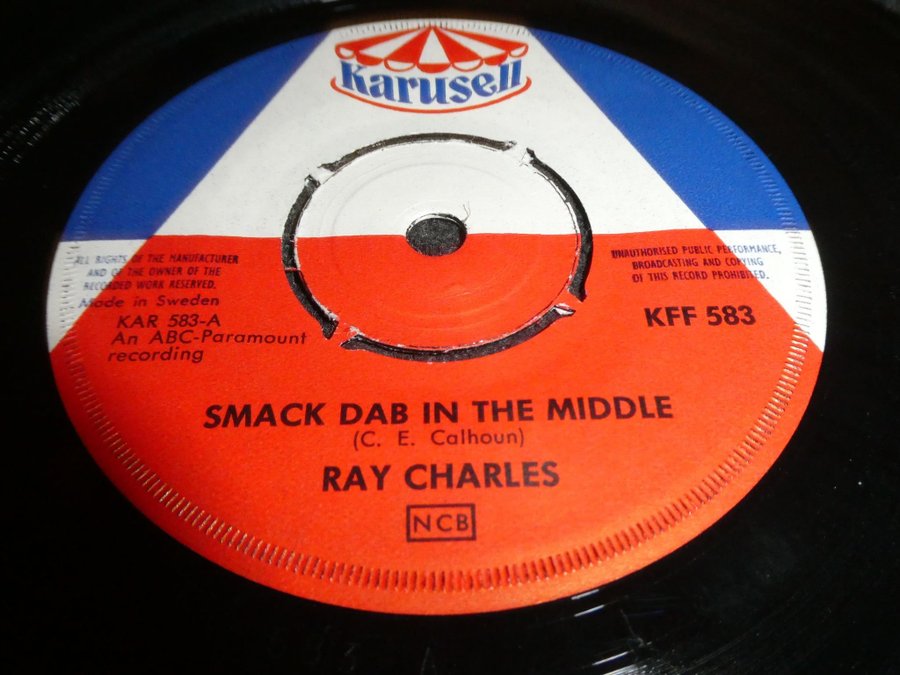 Karusell
ALL RIGHTS OF THE MANUFACTURER
AND OF THE OWNER OF THE
RECORDED WORK RESERVED.
Made in Sweden
KAR 583-A
An ABC-Paramount
recording
UNAUTHORISED PUBLIC PERFORMANCE,
BROADCASTING AND COPYING
OF THIS RECORD PROHIBITED.
KFF 583
SMACK DAB IN THE MIDDLE
(C. E. Calhoun)
RAY CHARLES
NCB